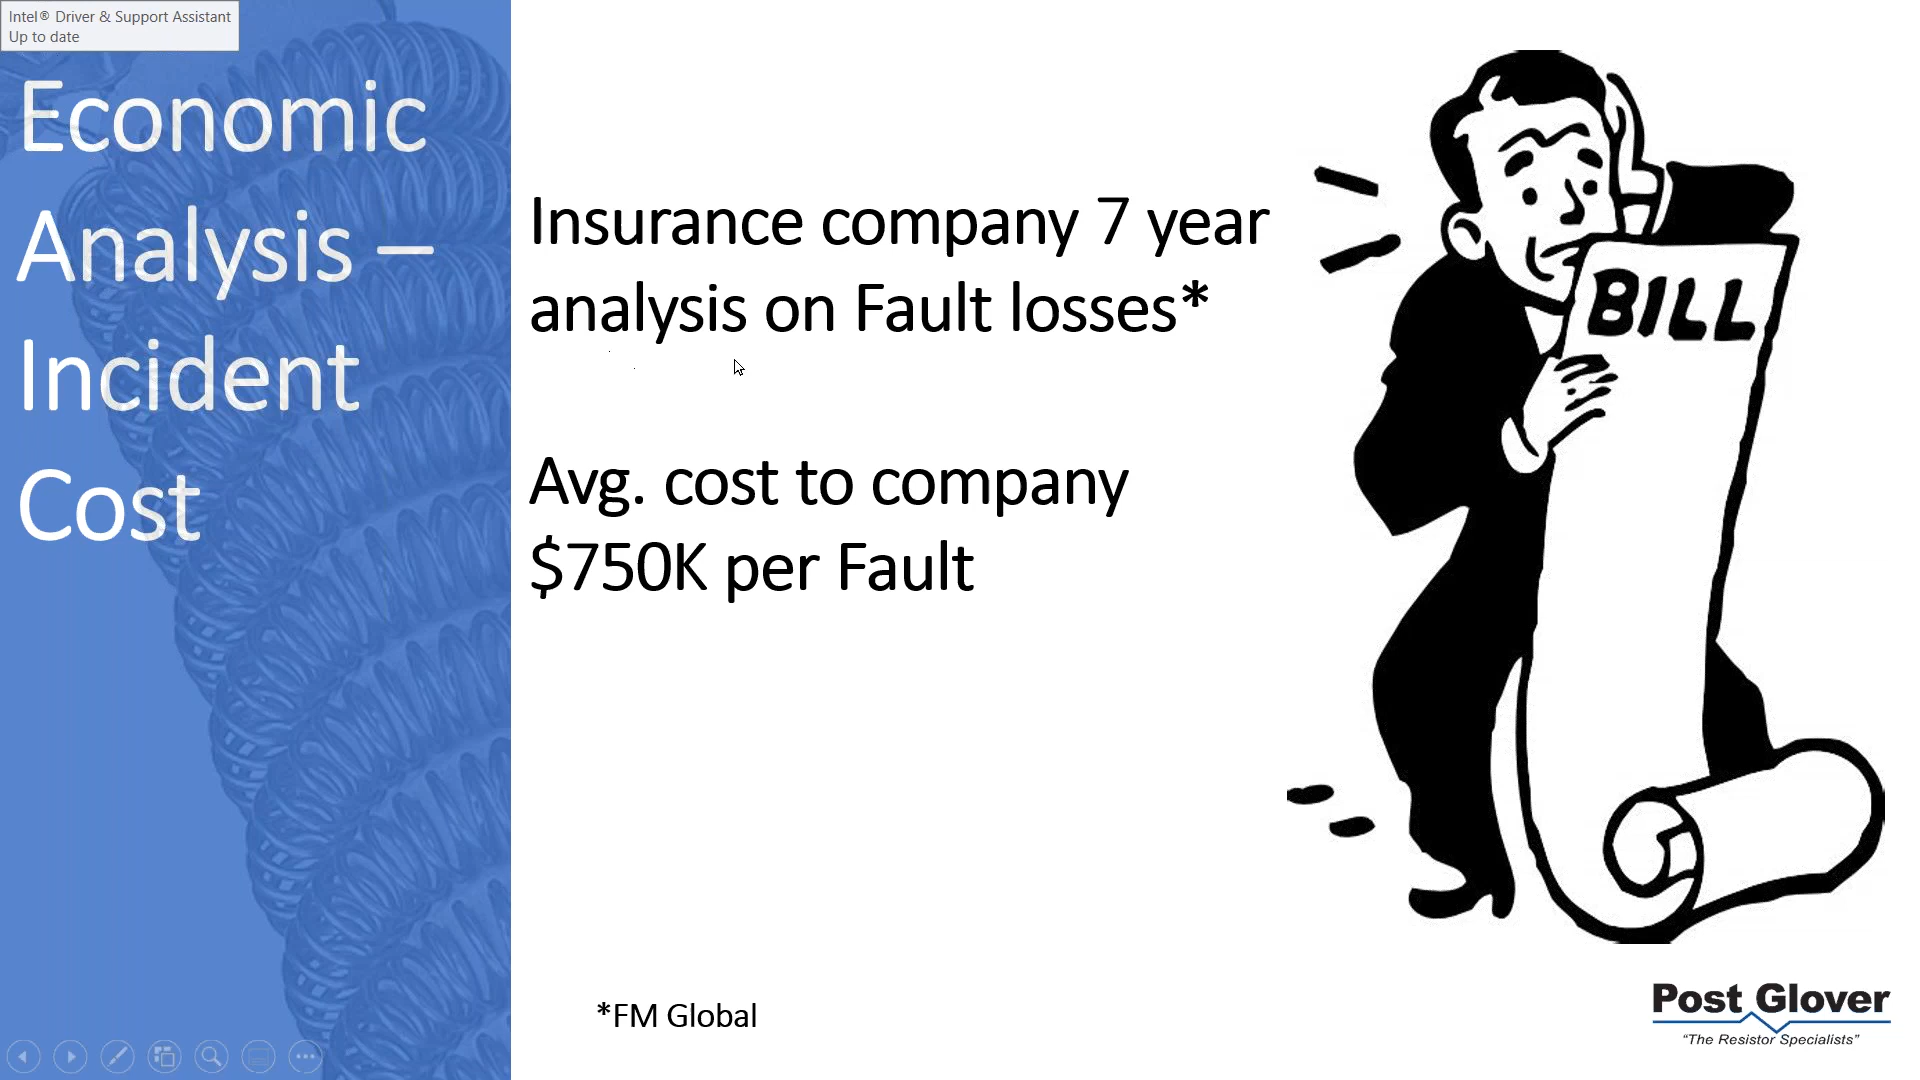 Intel® Driver & Support Assistant
Up to date
Economic
Analysis –
Incident
Cost
Insurance company 7 year
analysis on Fault losses*
Avg. cost to company
$750K per Fault
BILL
*FM Global
Post Glover
“The Resistor Specialists”